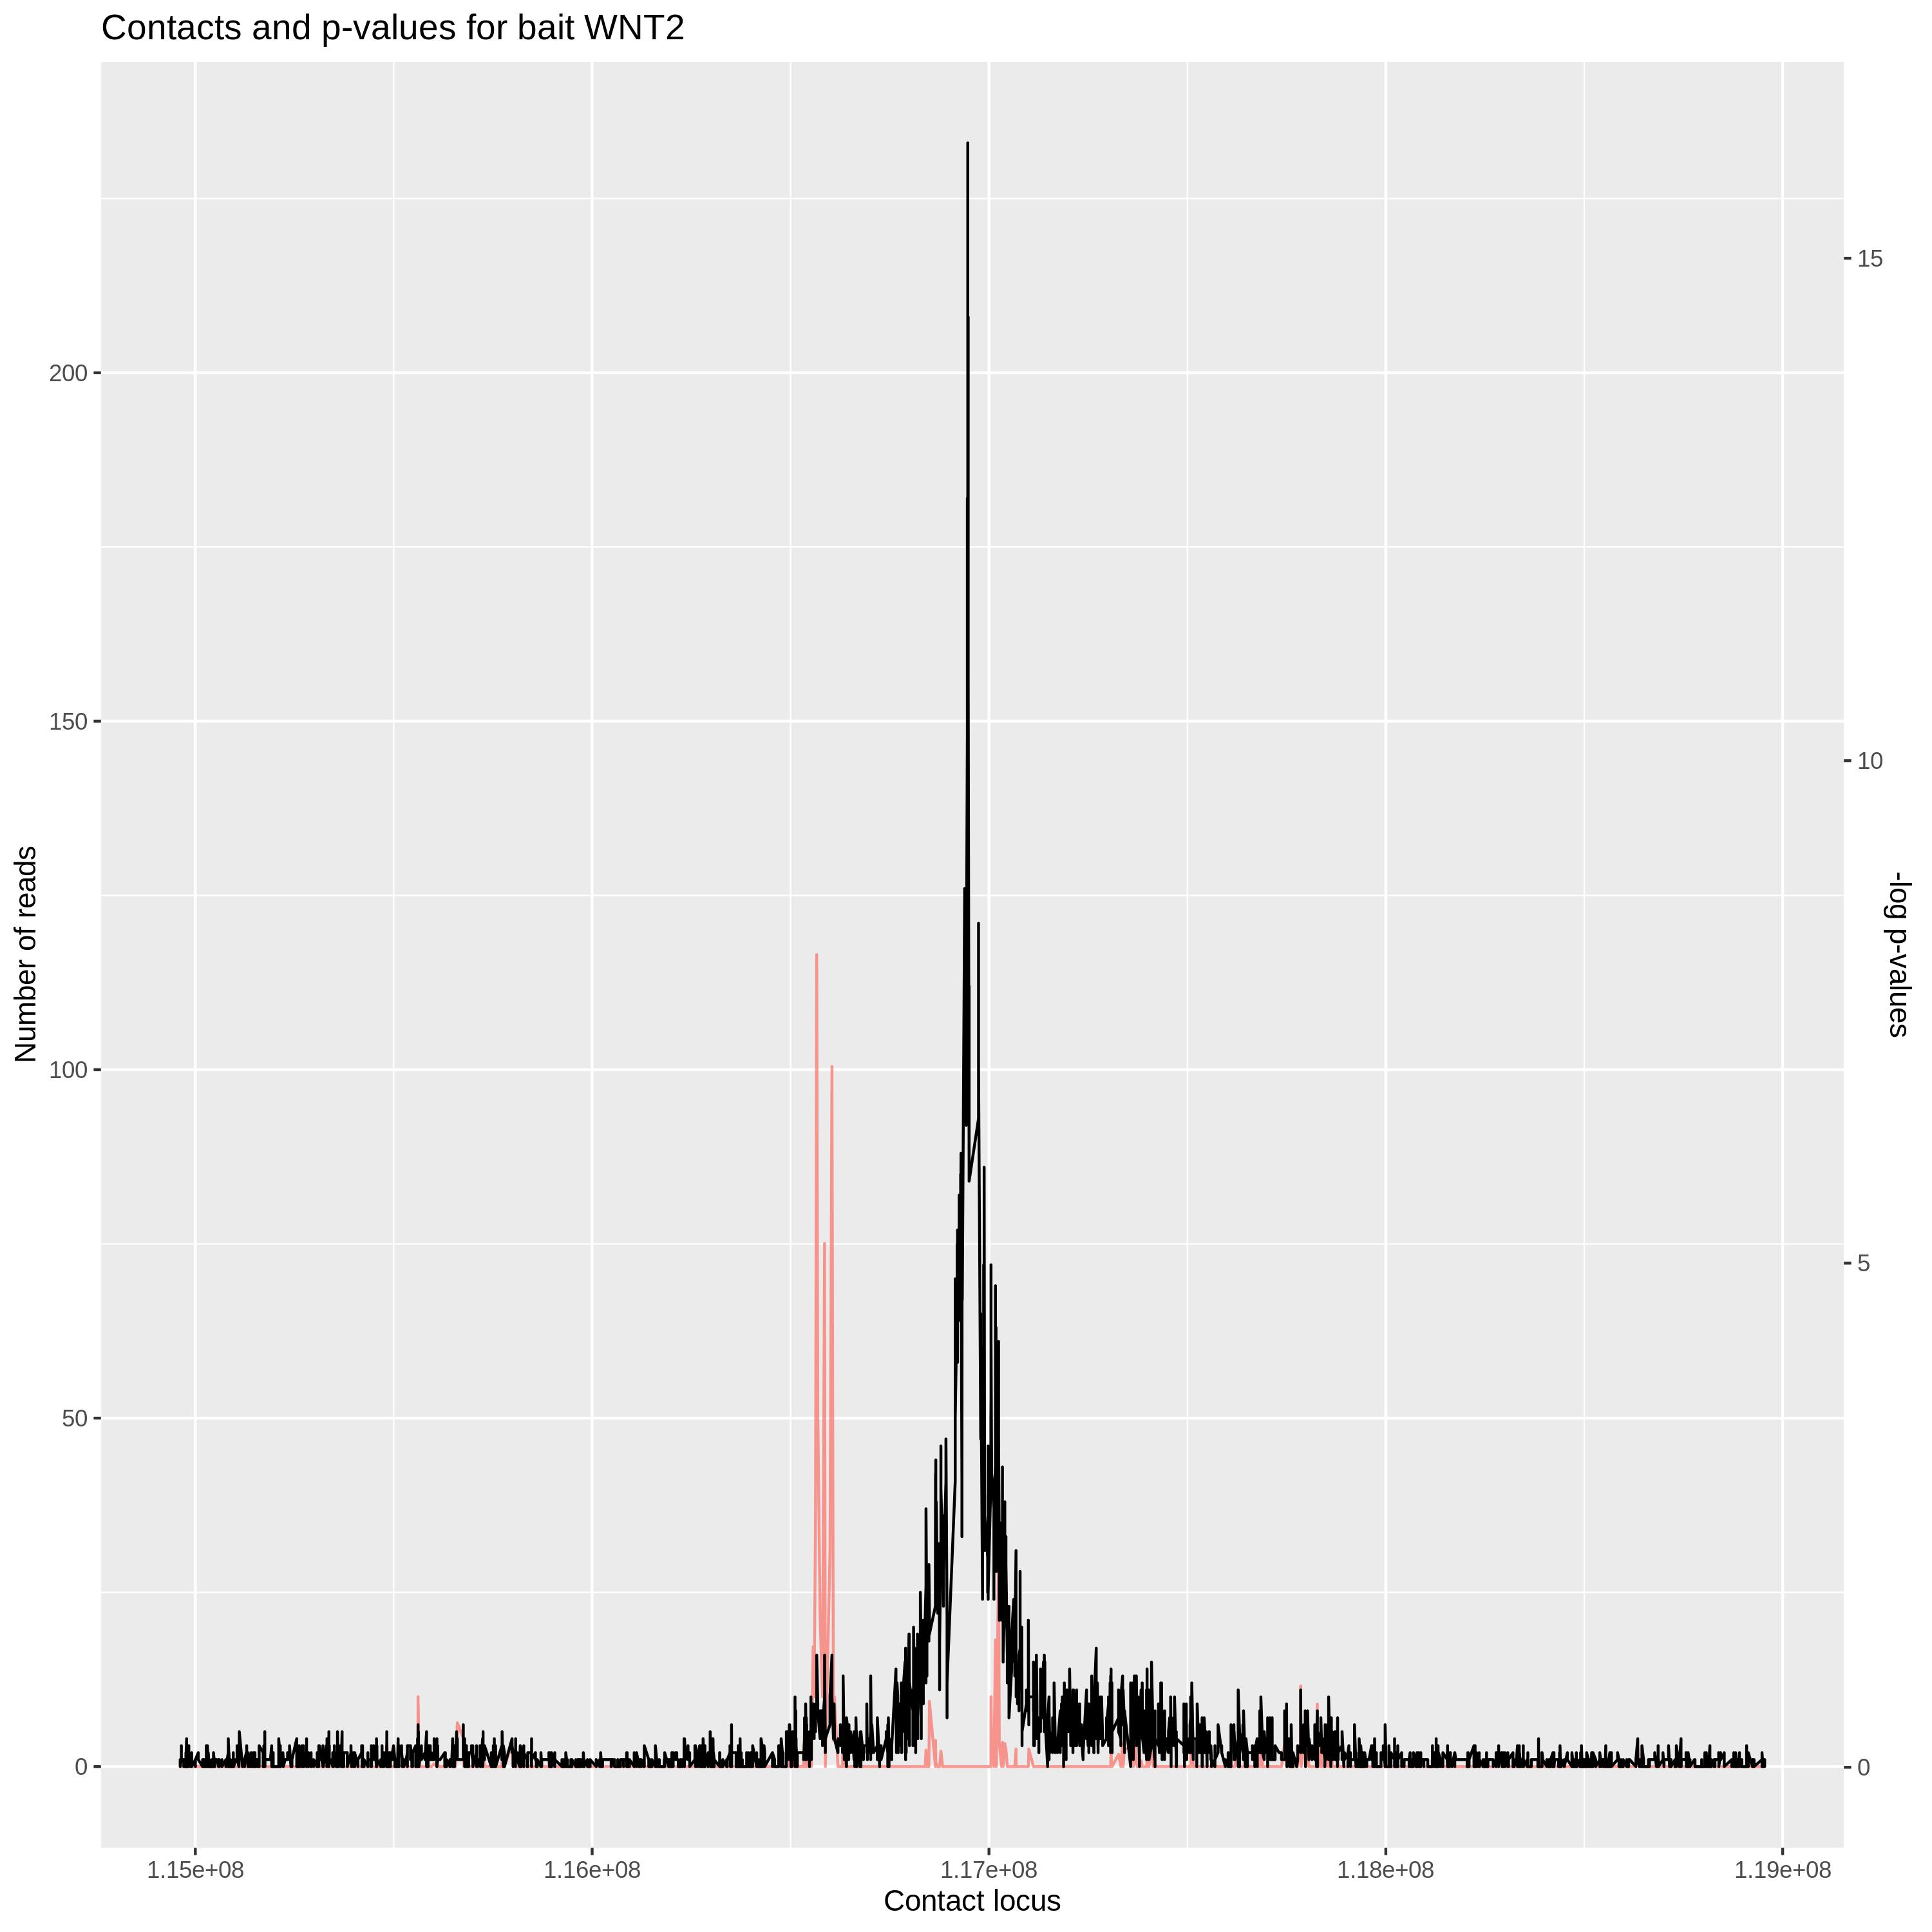 Contacts and p-values for bait WNT2
200
150
100
50
0
Number of reads
15
10
5
0
-log p-values
1.15e+08
1.16e+08
1.17e+08
1.18e+08
1.19e+08
Contact locus